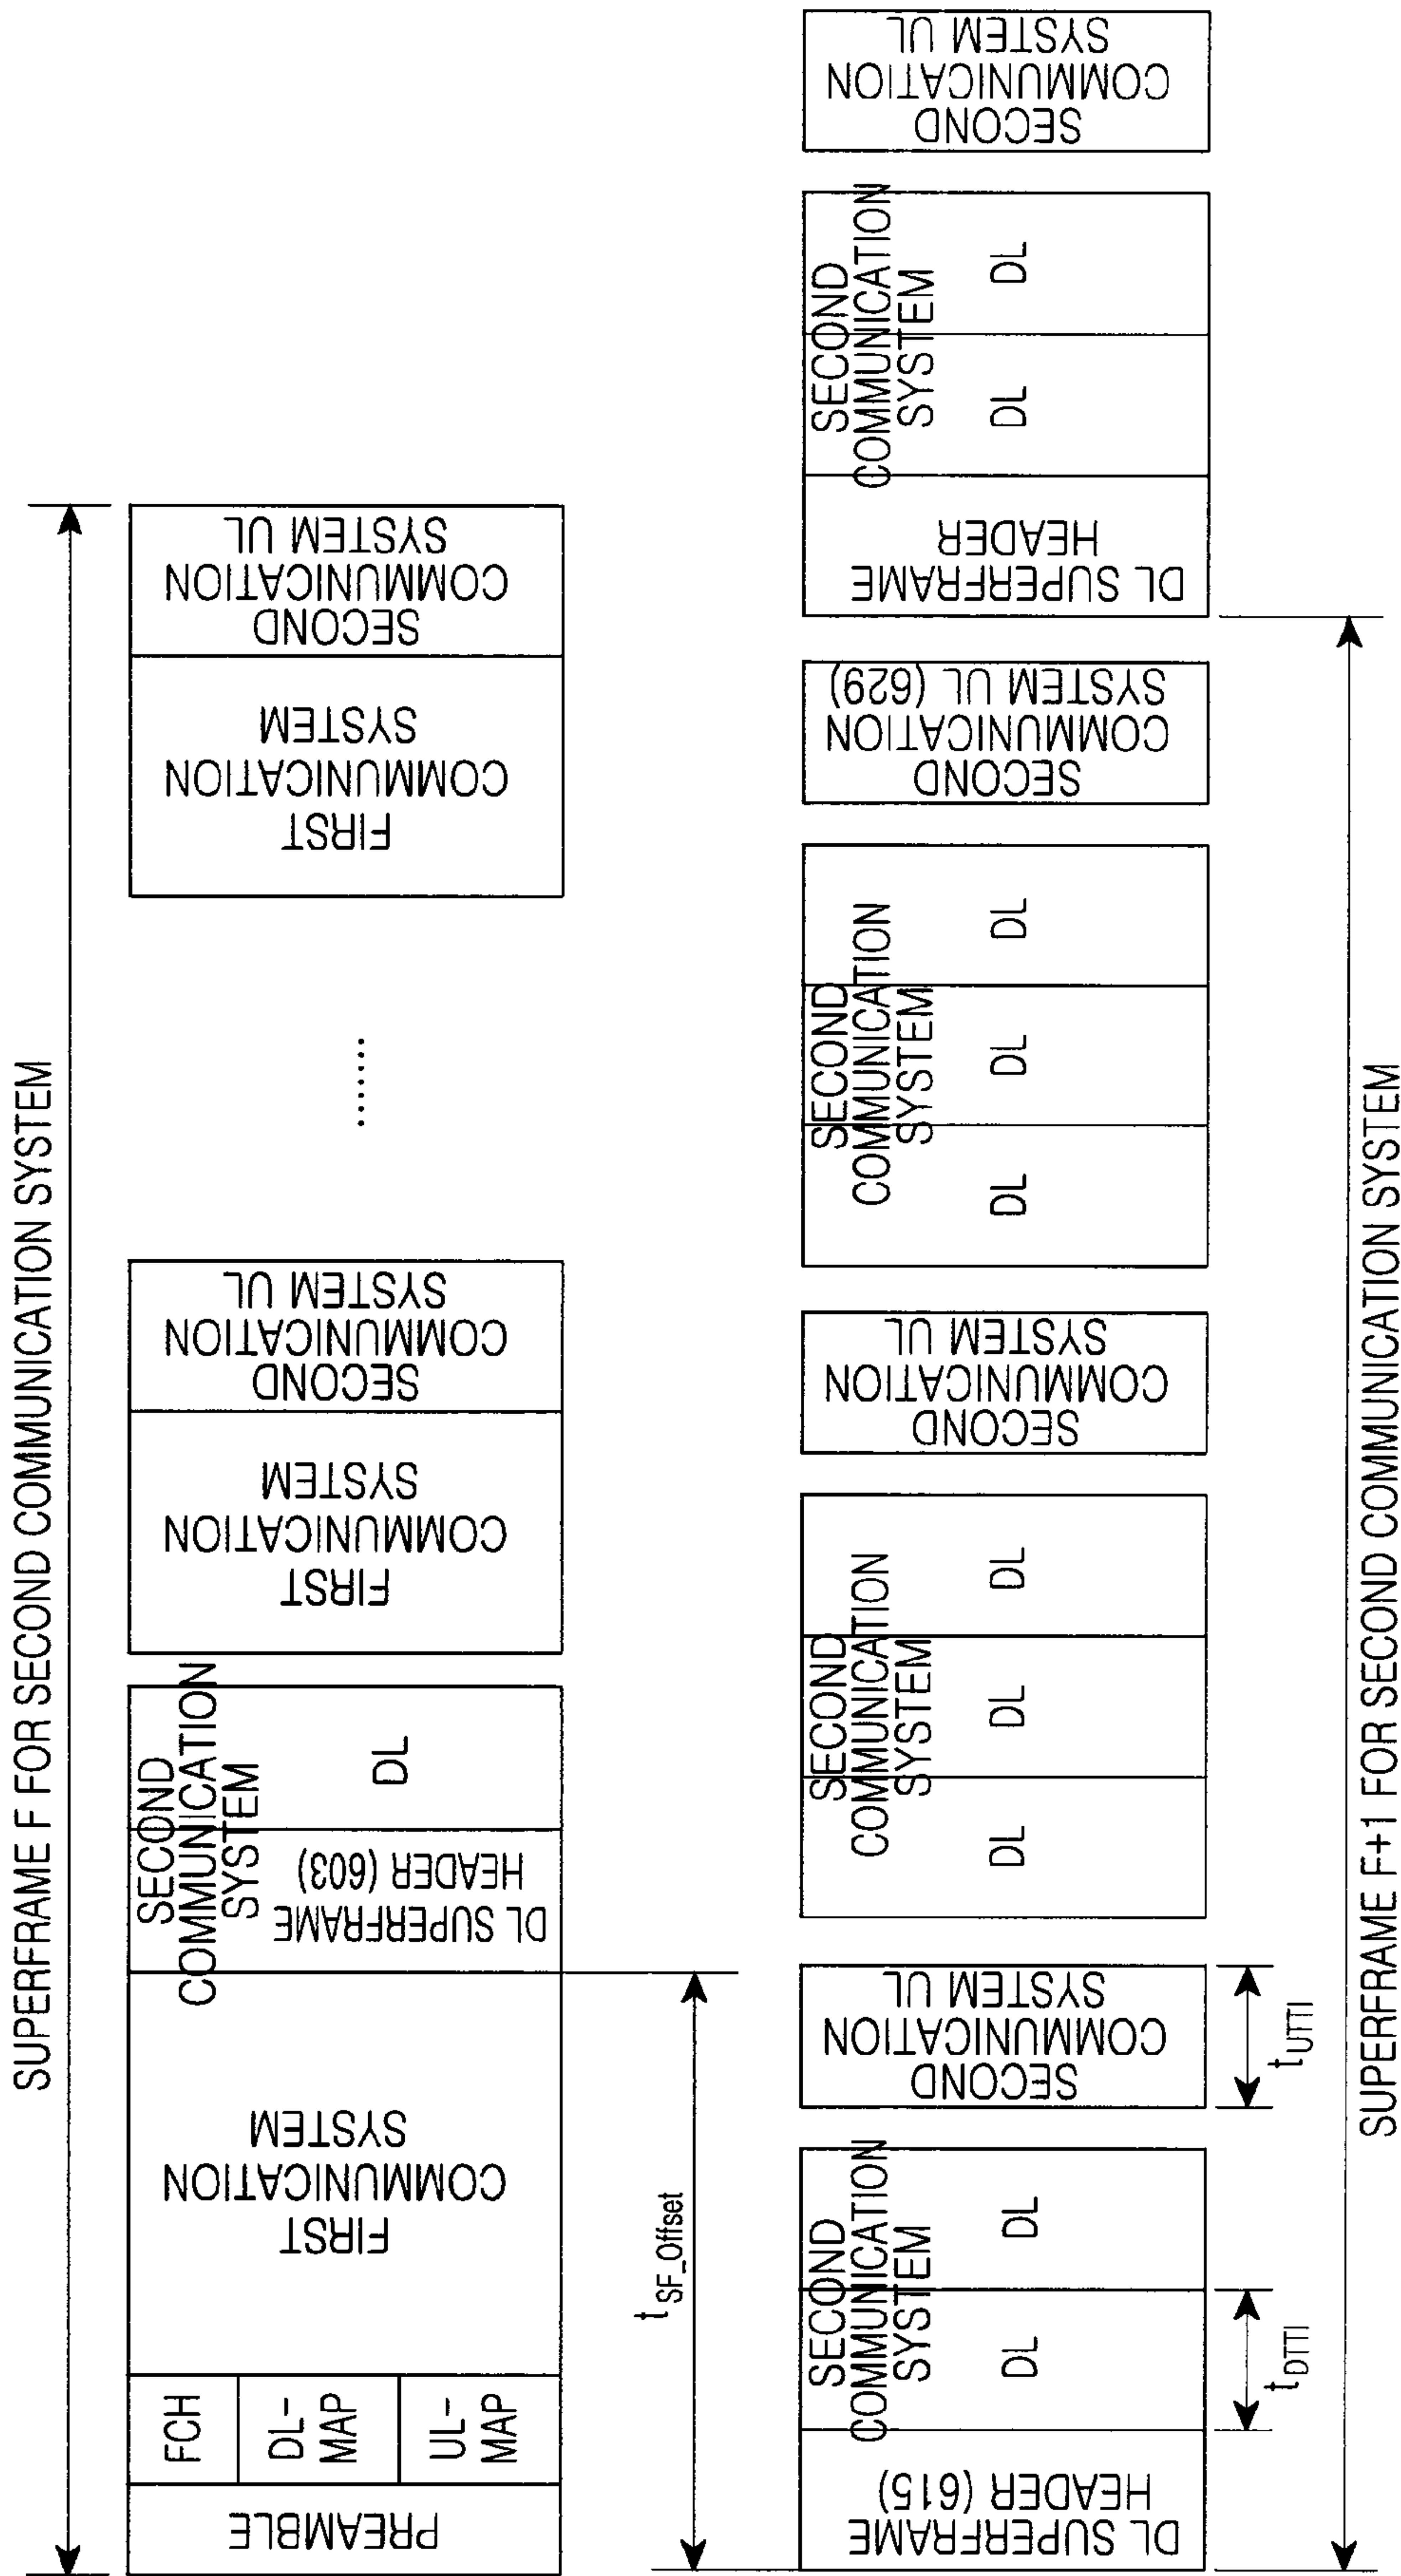 SUPERFRAME F FOR SECOND COMMUNICATION SYSTEM
PREAMBLE
FCH
DL-
MAP
UL-
MAP
FIRST
COMMUNICATION
SYSTEM
SECOND
COMMUNICATION
SYSTEM
DL SUPERFRAME
HEADER (603)
DL
FIRST
COMMUNICATION
SYSTEM
SECOND
COMMUNICATION
SYSTEM UL
......
FIRST
COMMUNICATION
SYSTEM
SECOND
COMMUNICATION
SYSTEM UL
tSF_Offset
DL SUPERFRAME
HEADER (615)
SECOND
COMMUNICATION
SYSTEM
DL
DL
SECOND
COMMUNICATION
SYSTEM UL
SECOND
COMMUNICATION
SYSTEM
DL
DL
DL
SECOND
COMMUNICATION
SYSTEM UL
SECOND
COMMUNICATION
SYSTEM
DL
DL
DL
SECOND
COMMUNICATION
SYSTEM UL (629)
DL SUPERFRAME
HEADER
SECOND
COMMUNICATION
SYSTEM
DL
DL
SECOND
COMMUNICATION
SYSTEM UL
tDTTI
tUTTI
SUPERFRAME F+1 FOR SECOND COMMUNICATION SYSTEM